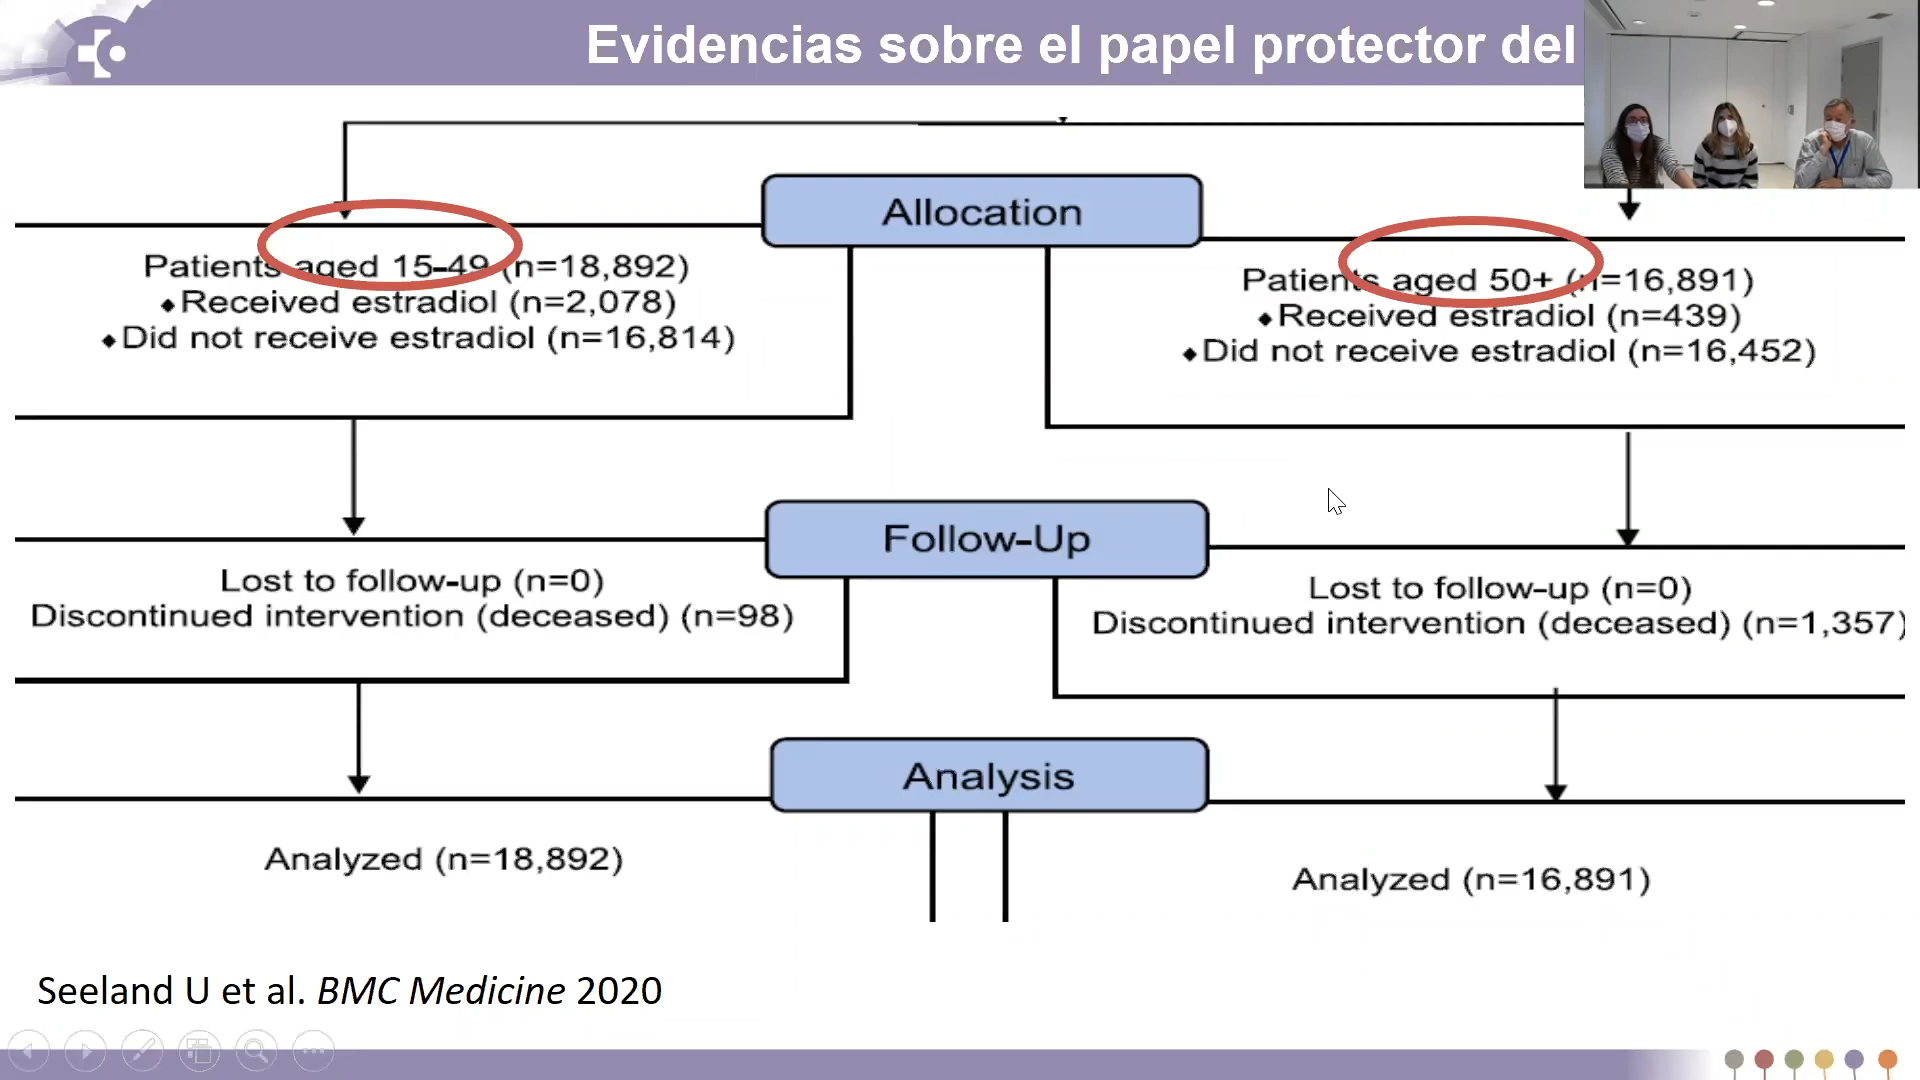 Evidencias sobre el papel protector del
Allocation
Patients aged 15-49 (n=18,892)
⬥Received estradiol (n=2,078)
⬥Did not receive estradiol (n=16,814)
Patients aged 50+ (n=16,891)
⬥Received estradiol (n=439)
⬥Did not receive estradiol (n=16,452)
Follow-Up
Lost to follow-up (n=0)
Discontinued intervention (deceased) (n=98)
Lost to follow-up (n=0)
Discontinued intervention (deceased) (n=1,357)
Analysis
Analyzed (n=18,892)
Analyzed (n=16,891)
Seeland U et al. BMC Medicine 2020